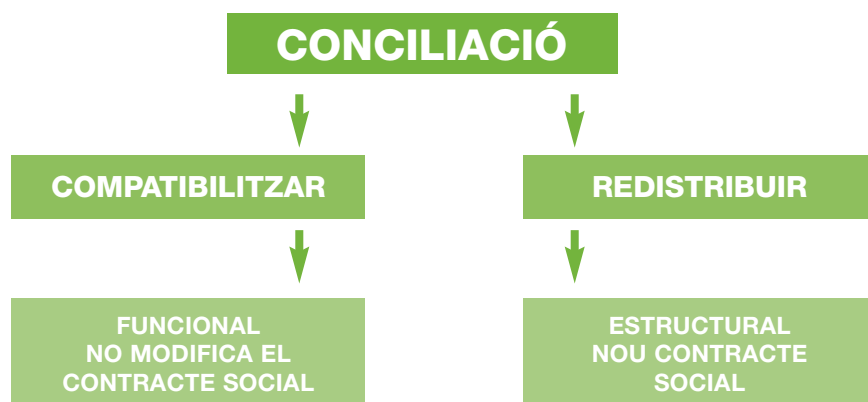 CONCILIACIÓ
COMPATIBILITZAR
REDISTRIBUIR
FUNCIONAL
NO MODIFICA EL
CONTRACTE SOCIAL
ESTRUCTURAL
NOU CONTRACTE
SOCIAL